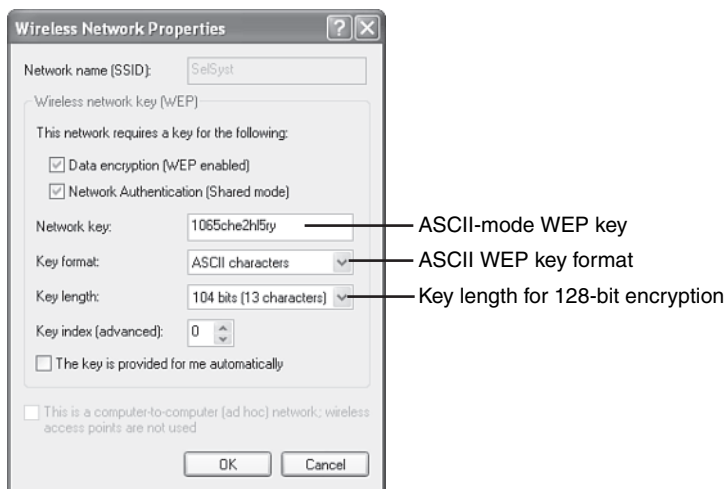 Wireless Network Properties
Network name (SSID): SelSyst
Wireless network key (WEP)
This network requires a key for the following:
Data encryption (WEP enabled)
Network Authentication (Shared mode)
Network key: 1065che2hl5ry ASCII-mode WEP key
Key format: ASCII characters ASCII WEP key format
Key length: 104 bits (13 characters) Key length for 128-bit encryption
Key index (advanced): 0
The key is provided for me automatically
This is a computer-to-computer (ad hoc) network; wireless
access points are not used
OK Cancel